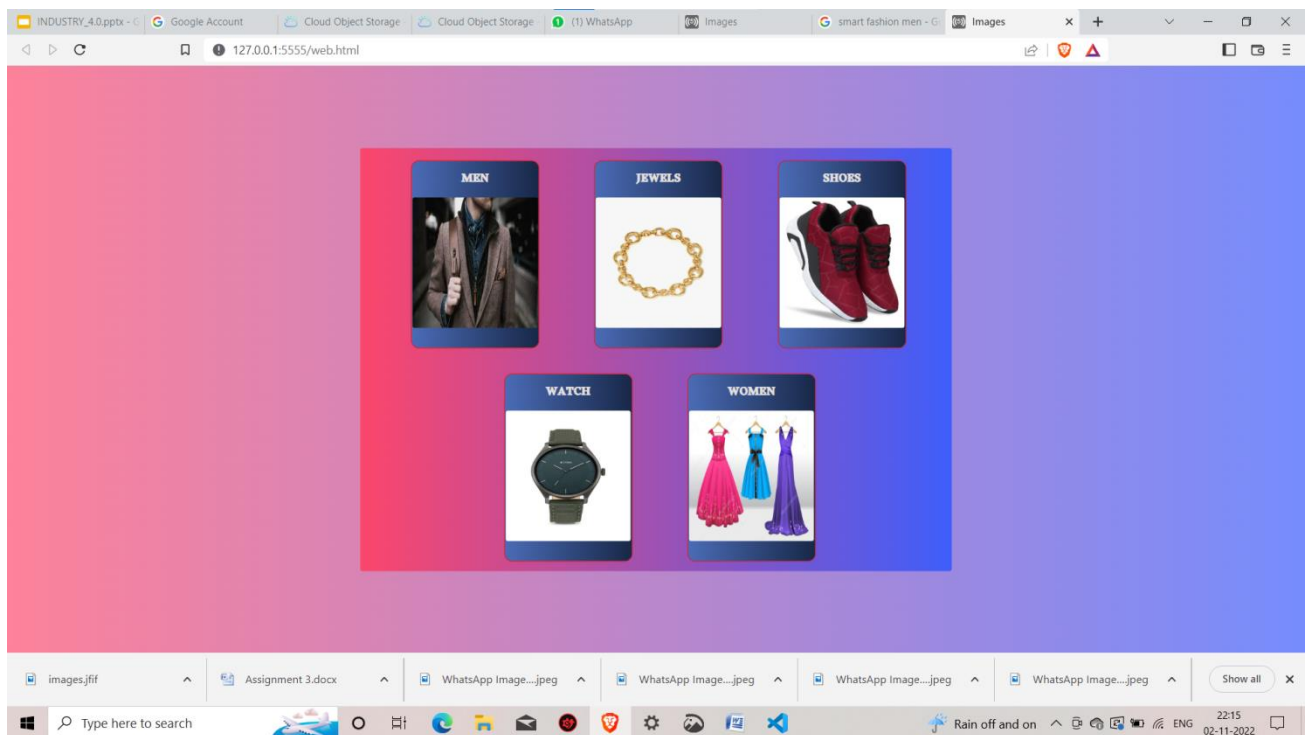 INDUSTRY_4.0.pptx - G
Google Account
Cloud Object Storage
Cloud Object Storage
(1) WhatsApp
Images
smart fashion men - G
Images
127.0.0.1:5555/web.html
MEN
JEWELS
SHOES
WATCH
WOMEN
images.jfif
Assignment 3.docx
WhatsApp Image....jpeg
WhatsApp Image....jpeg
WhatsApp Image....jpeg
WhatsApp Image....jpeg
Show all
Type here to search
Rain off and on
ENG
22:15
02-11-2022